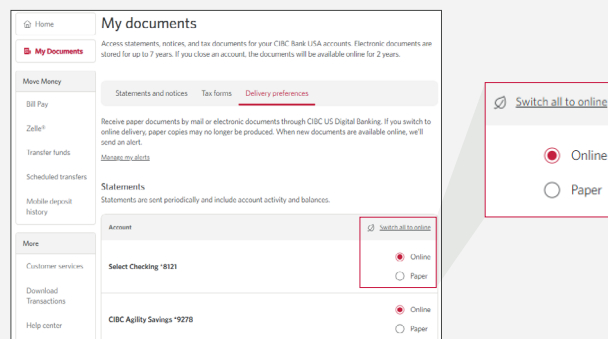 Home
My Documents
Move Money
Bill Pay
Zelle®
Transfer funds
Scheduled transfers
Mobile deposit
history
More
Customer services
Download
Transactions
Help center
My documents
Access statements, notices, and tax documents for your CIBC Bank USA accounts. Electronic documents are
stored for up to 7 years. If you close an account, the documents will be available online for 2 years.
Statements and notices Tax forms Delivery preferences
Receive paper documents by mail or electronic documents through CIBC US Digital Banking. If you switch to
online delivery, paper copies may no longer be produced. When new documents are available online, we'll
send an alert.
Manage my alerts
Statements
Statements are sent periodically and include account activity and balances.
Account Switch all to online
Online
Select Checking *8121
Paper
Online
CIBC Agility Savings *9278
Paper
Switch all to online
Online
Paper